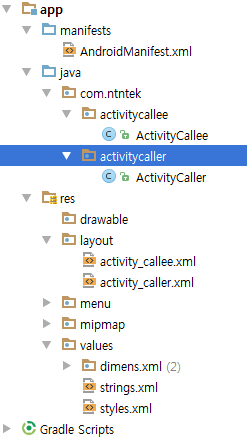 app
manifests
AndroidManifest.xml
java
com.ntntek
activitycallee
ActivityCallee
activitycaller
ActivityCaller
res
drawable
layout
activity_callee.xml
activity_caller.xml
menu
mipmap
values
dimens.xml (2)
strings.xml
styles.xml
Gradle Scripts